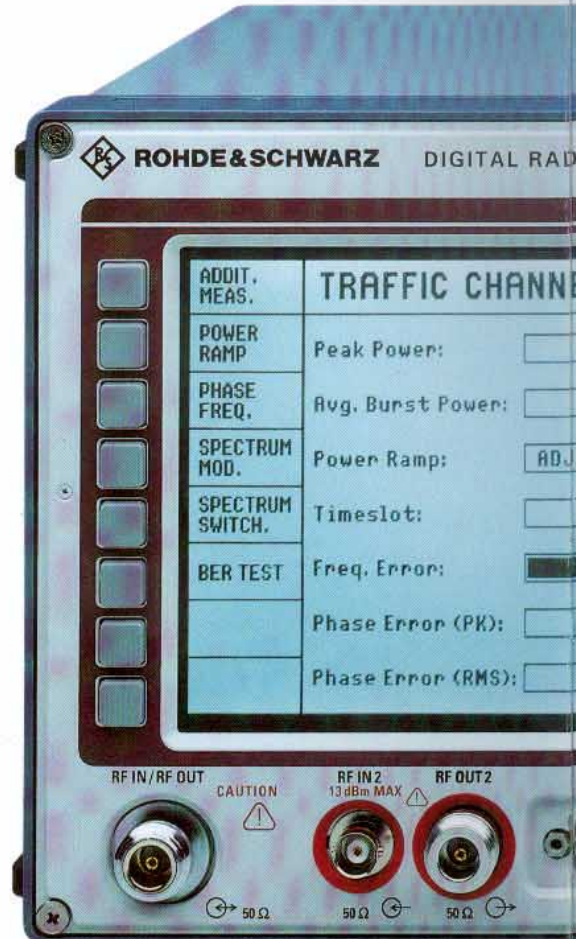 R&S ROHDE&SCHWARZ DIGITAL RAD
ADDIT. MEAS.
TRAFFIC CHANNE
POWER RAMP
Peak Power:
PHASE FREQ.
Avg. Burst Power:
SPECTRUM MOD.
Power Ramp: ADJ
SPECTRUM SWITCH.
Timeslot:
BER TEST
Freq. Error:
Phase Error (PK):
Phase Error (RMS):
RF IN/RF OUT
CAUTION
RF IN 2
13 dBm MAX
RF OUT 2
50 Ω
50 Ω
50 Ω